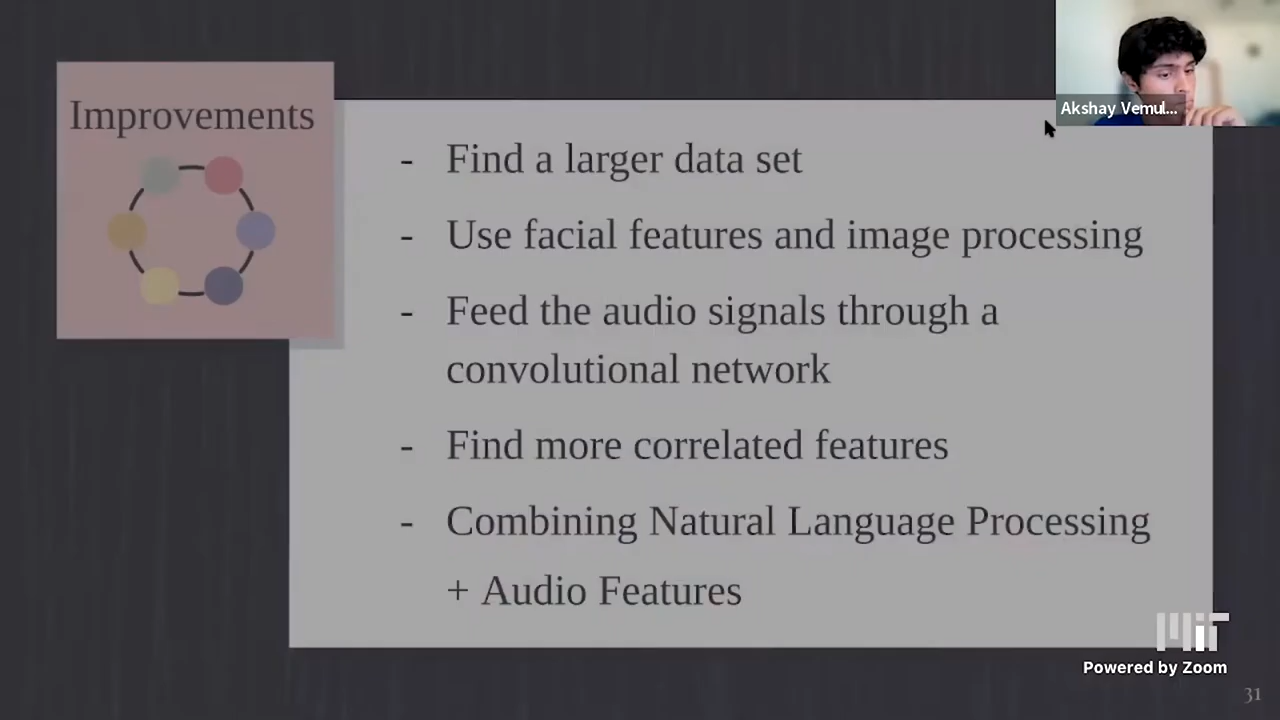 Improvements
Akshay Vemul...
- Find a larger data set
- Use facial features and image processing
- Feed the audio signals through a
convolutional network
- Find more correlated features
- Combining Natural Language Processing
+ Audio Features
MIT
Powered by Zoom
31